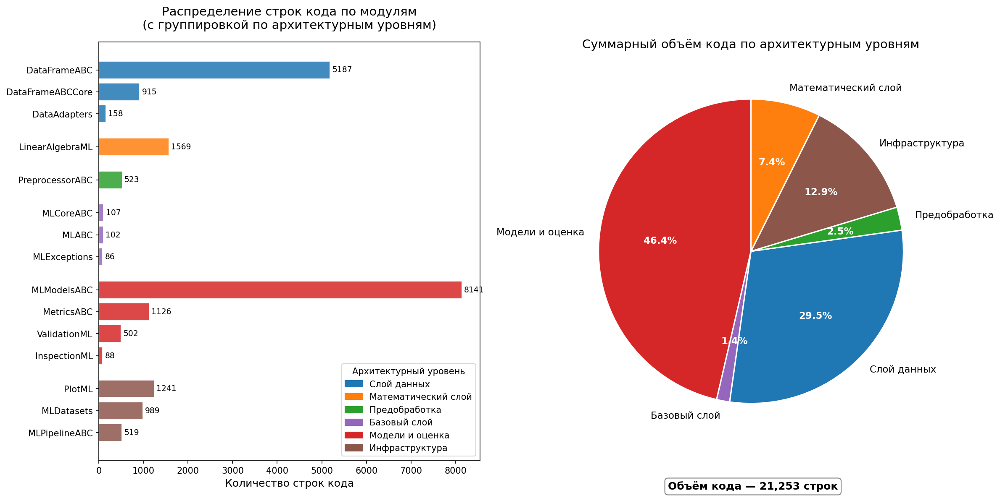 Распределение строк кода по модулям
(с группировкой по архитектурным уровням)
DataFrameABC
5187
DataFrameABCCore
915
DataAdapters
158
LinearAlgebraML
1569
PreprocessorABC
523
MLCoreABC
107
MLABC
102
MLExceptions
86
MLModelsABC
8141
MetricsABC
1126
ValidationML
502
InspectionML
88
PlotML
1241
MLDatasets
989
MLPipelineABC
519
Архитектурный уровень
Слой данных
Математический слой
Предобработка
Базовый слой
Модели и оценка
Инфраструктура
0 1000 2000 3000 4000 5000 6000 7000 8000
Количество строк кода
Суммарный объём кода по архитектурным уровням
Математический слой
7.4%
Инфраструктура
12.9%
Предобработка
2.5%
Модели и оценка
46.4%
Слой данных
29.5%
Базовый слой
1.4%
Объём кода — 21,253 строк